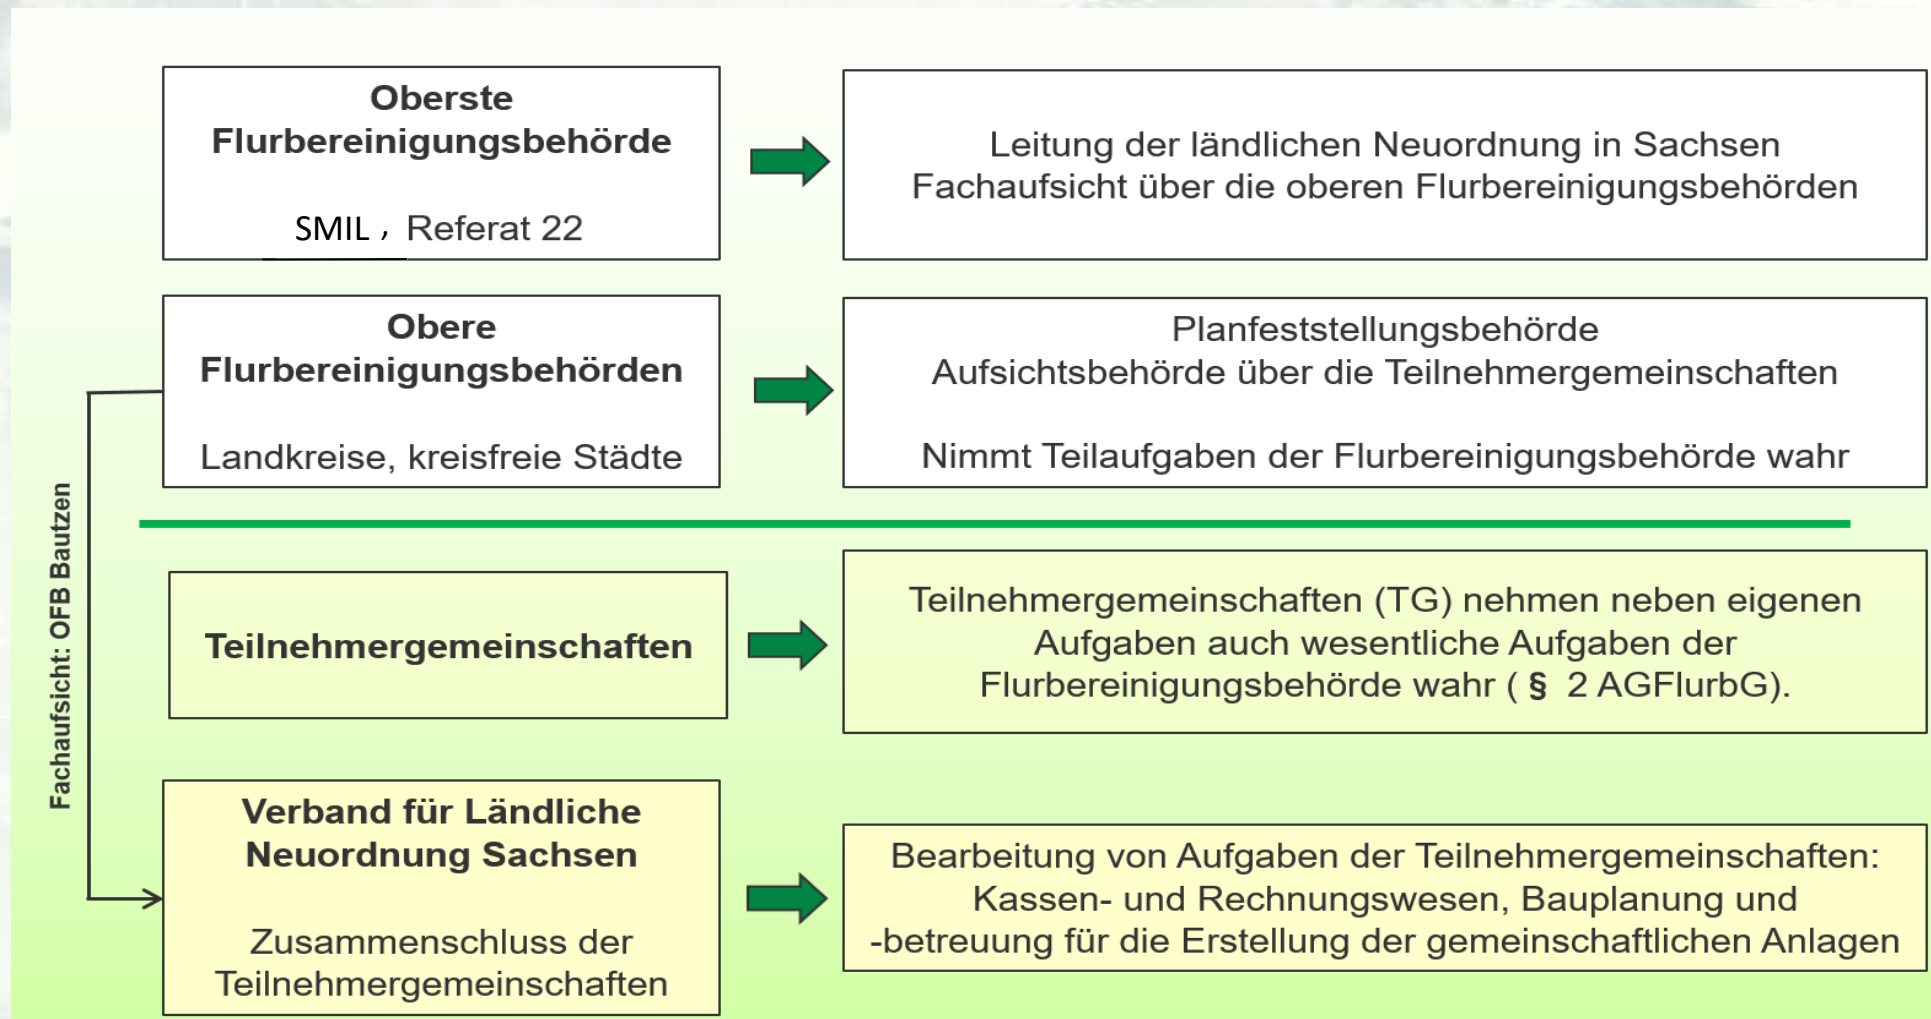 Oberste
Flurbereinigungsbehörde
SMIL , Referat 22
Leitung der ländlichen Neuordnung in Sachsen
Fachaufsicht über die oberen Flurbereinigungsbehörden
Obere
Flurbereinigungsbehörden
Landkreise, kreisfreie Städte
Planfeststellungsbehörde
Aufsichtsbehörde über die Teilnehmergemeinschaften
Nimmt Teilaufgaben der Flurbereinigungsbehörde wahr
Fachaufsicht: OFB Bautzen
Teilnehmergemeinschaften
Teilnehmergemeinschaften (TG) nehmen neben eigenen
Aufgaben auch wesentliche Aufgaben der
Flurbereinigungsbehörde wahr ( § 2 AGFlurbG).
Verband für Ländliche
Neuordnung Sachsen
Zusammenschluss der
Teilnehmergemeinschaften
Bearbeitung von Aufgaben der Teilnehmergemeinschaften:
Kassen- und Rechnungswesen, Bauplanung und
-betreuung für die Erstellung der gemeinschaftlichen Anlagen